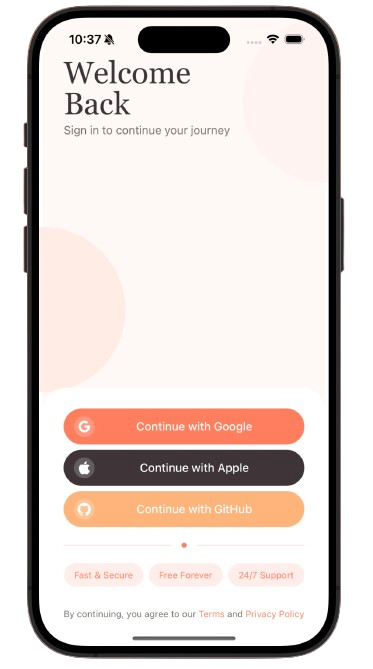 10:37
Welcome
Back
Sign in to continue your journey
G Continue with Google
Continue with Apple
Continue with GitHub
Fast & Secure Free Forever 24/7 Support
By continuing, you agree to our Terms and Privacy Policy